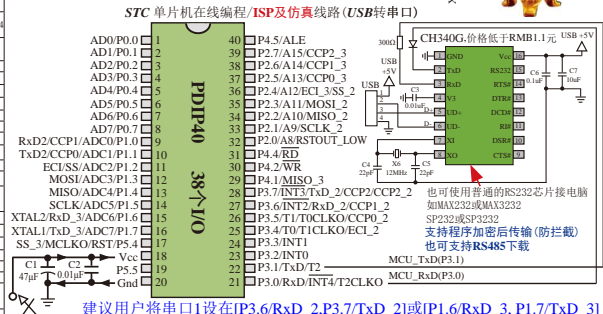 STC 单片机在线编程/ISP及仿真线路(USB转串口)
CH340G,价格低于RMB1.1元
AD0/P0.0 1
AD1/P0.1 2
AD2/P0.2 3
AD3/P0.3 4
AD4/P0.4 5
AD5/P0.5 6
AD6/P0.6 7
AD7/P0.7 8
RxD2/CCP1/ADC0/P1.0 9
TxD2/CCP0/ADC1/P1.1 10
ECI/SS/ADC2/P1.2 11
MOSI/ADC3/P1.3 12
MISO/ADC4/P1.4 13
SCLK/ADC5/P1.5 14
XTAL2/RxD_3/ADC6/P1.6 15
XTAL1/TxD_3/ADC7/P1.7 16
SS_3/MCLKO/RST/P5.4 17
Vcc 18
P5.5 19
Gnd 20
PDIP40 38个I/O
40 P4.5/ALE
39 P2.7/A15/CCP2_3
38 P2.6/A14/CCP1_3
37 P2.5/A13/CCP0_3
36 P2.4/A12/ECI_3/SS_2
35 P2.3/A11/MOSI_2
34 P2.2/A10/MISO_2
33 P2.1/A9/SCLK_2
32 P2.0/A8/RSTOUT_LOW
31 P4.4/RD
30 P4.2/WR
29 P4.1/MISO_3
28 P3.7/INT3/TxD_2/CCP2/CCP2_2
27 P3.6/INT2/RxD_2/CCP1_2
26 P3.5/T1/T0CLKO/CCP0_2
25 P3.4/T0/T1CLKO/ECI_2
24 P3.3/INT1
23 P3.2/INT0
22 P3.1/TxD/T2
21 P3.0/RxD/INT4/T2CLKO
C1
47μF
C2
0.01μF
300Ω
USB +5V
USB
+5V
C3
0.01uF
D+
D-
C4
22pF
X6
12MHz
C5
22pF
1 GND
2 TxD
3 RxD
4 V3
5 UD+
6 UD-
7 XI
8 XO
Vcc 16
RS232 15
RTS# 14
DTR# 13
DCD# 12
RI# 11
DSR# 10
CTS# 9
C6
0.1uF
C7
10uF
也可使用普通的RS232芯片接电脑
如MAX232或MAX3232
SP232或SP3232
支持程序加密后传输(防拦截)
也可支持RS485下载
MCU_TxD(P3.1)
MCU_RxD(P3.0)
建议用户将串口1设在[P3.6/RxD_2,P3.7/TxD_2]或[P1.6/RxD_3, P1.7/TxD_3]